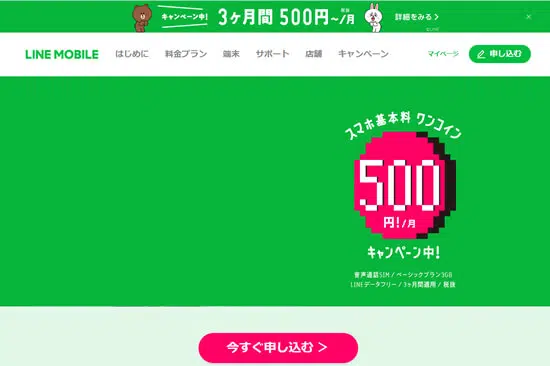 キャンペーン中!
3ヶ月間 500円~/月
税抜
詳細をみる >
×
LINE MOBILE
はじめに
料金プラン
端末
サポート
店舗
キャンペーン
マイページ
申し込む
スマホ基本料 ワンコイン
500
円!/月
キャンペーン中!
音声通話SIM / ベーシックプラン3GB
LINEデータフリー / 3ヶ月間適用 / 税抜
今すぐ申し込む >